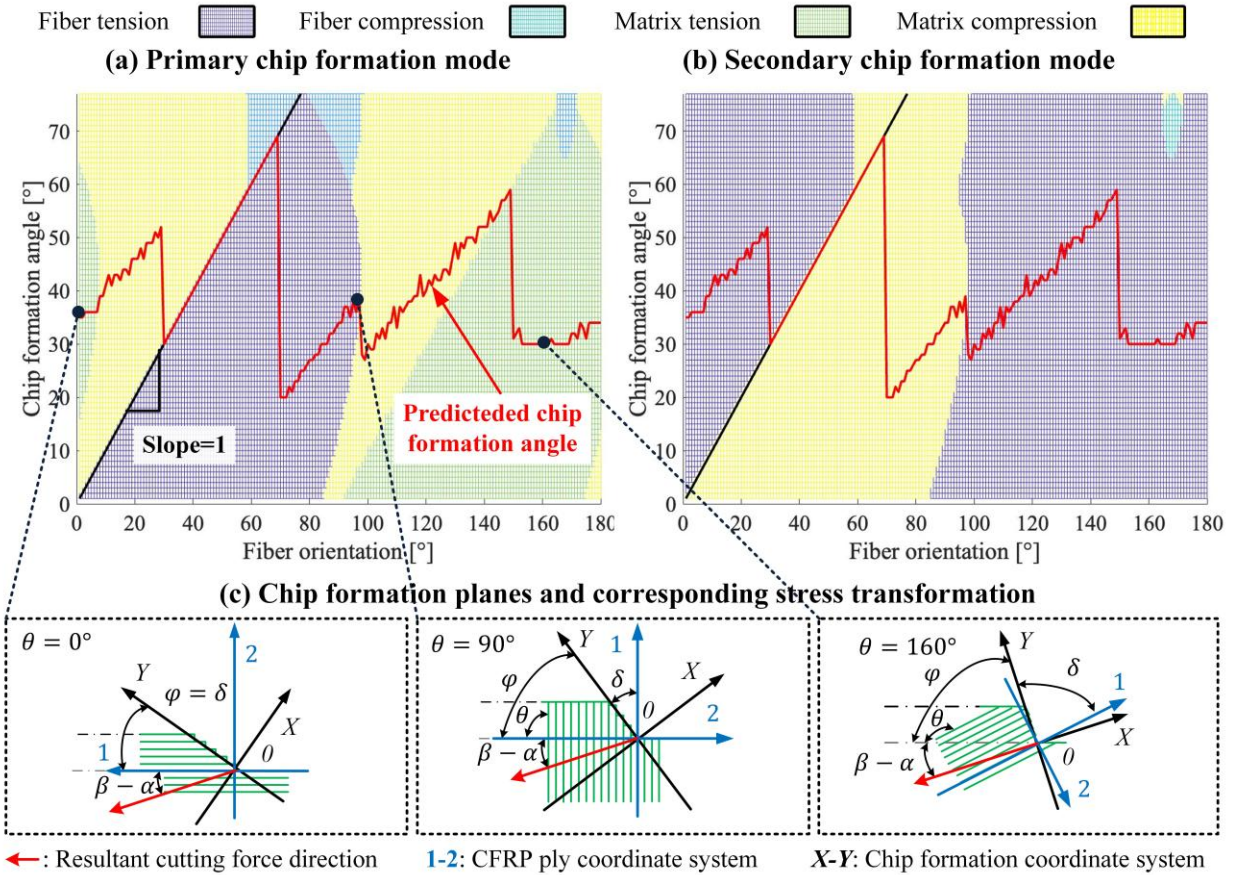 Fiber tension Fiber compression Matrix tension Matrix compression
(a) Primary chip formation mode
(b) Secondary chip formation mode
Chip formation angle [°]
70
60
50
40
30
20
10
0
Slope=1
Predicteded chip
formation angle
0 20 40 60 80 100 120 140 160 180
Fiber orientation [°]
Chip formation angle [°]
70
60
50
40
30
20
10
0
0 20 40 60 80 100 120 140 160 180
Fiber orientation [°]
(c) Chip formation planes and corresponding stress transformation
θ = 0°
2
Y
φ = δ
X
1
0
β − α
θ = 90°
Y
1
X
φ
δ
θ
0
2
β − α
θ = 160°
Y
φ
δ
1
θ
X
β − α
0
2
: Resultant cutting force direction
1-2: CFRP ply coordinate system
X-Y: Chip formation coordinate system